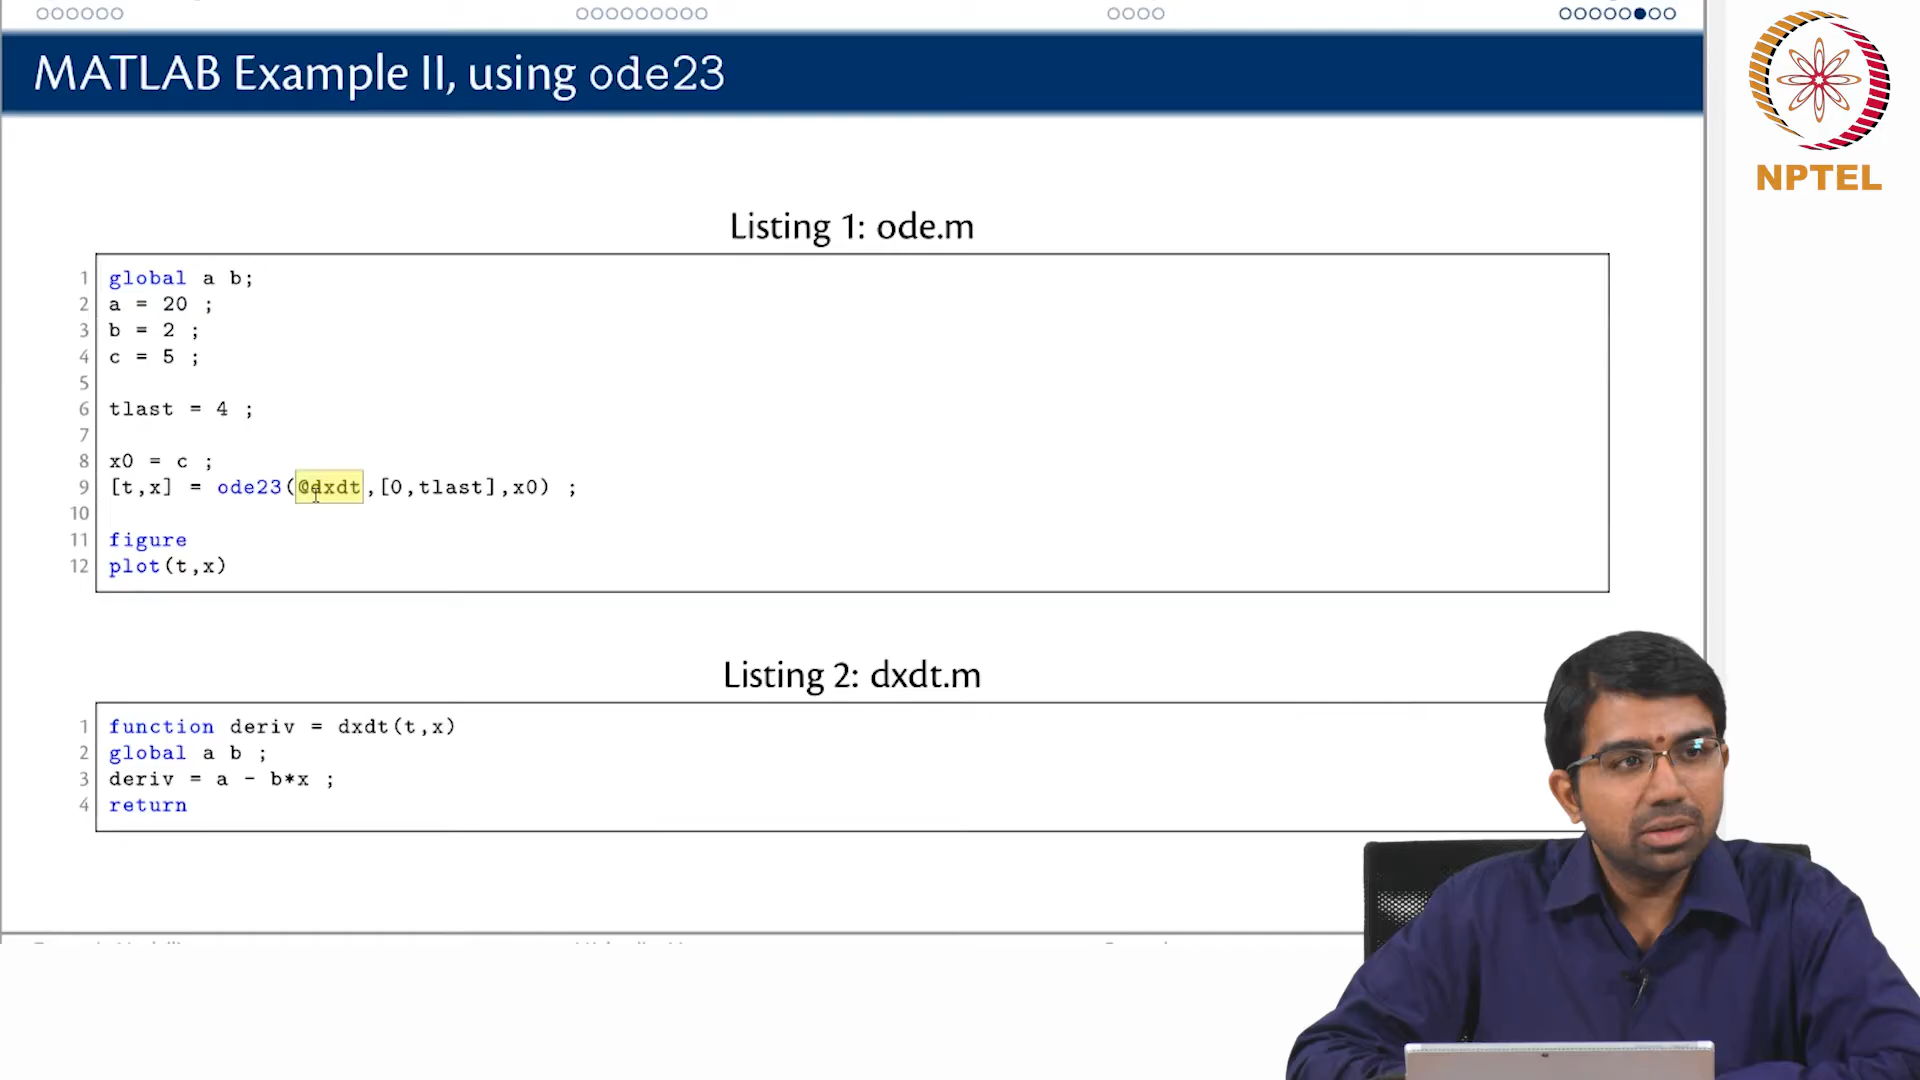 MATLAB Example II, using ode23
NPTEL
Listing 1: ode.m
1 global a b;
2 a = 20 ;
3 b = 2 ;
4 c = 5 ;
5
6 tlast = 4 ;
7
8 x0 = c ;
9 [t,x] = ode23(@dxdt,[0,tlast],x0) ;
10
11 figure
12 plot(t,x)
Listing 2: dxdt.m
1 function deriv = dxdt(t,x)
2 global a b ;
3 deriv = a - b*x ;
4 return